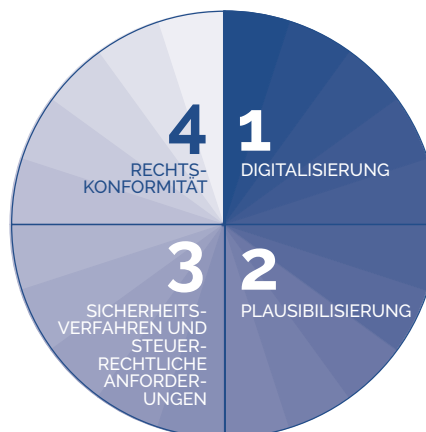 4
RECHTS-
KONFORMITÄT
1
DIGITALISIERUNG
3
SICHERHEITS-
VERFAHREN UND
STEUER-
RECHTLICHE
ANFORDER-
UNGEN
2
PLAUSIBILISIERUNG